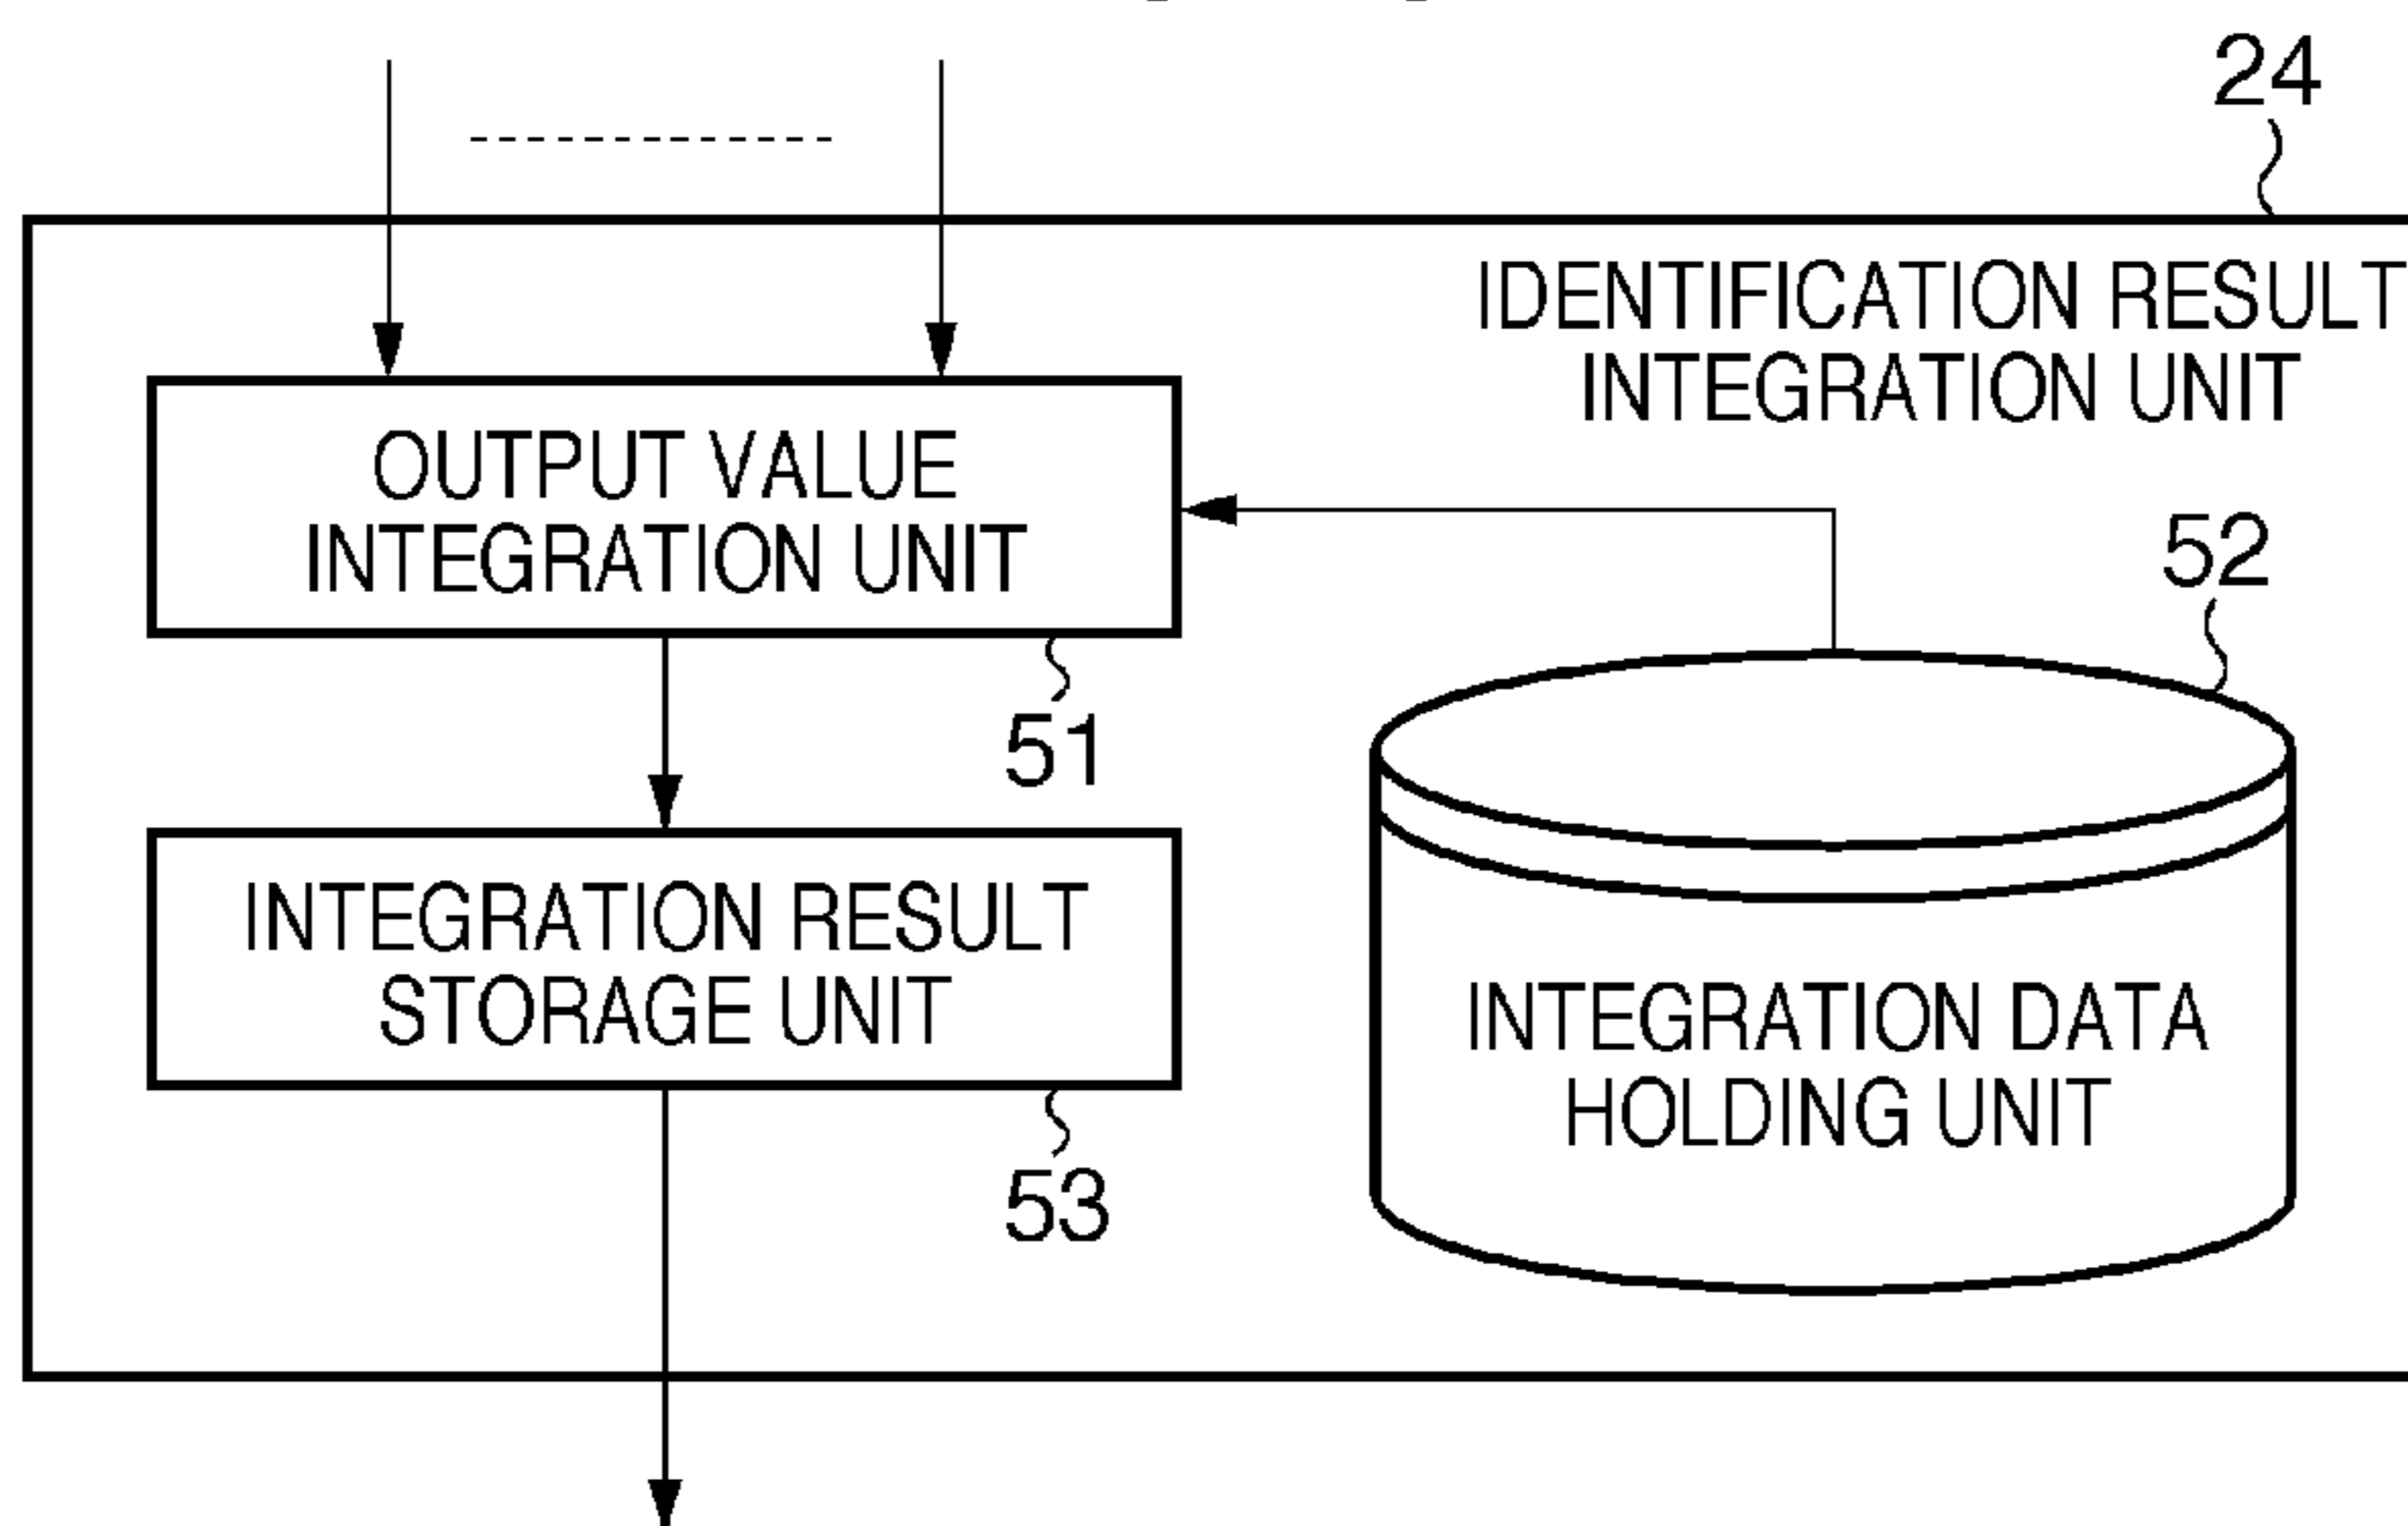 24
IDENTIFICATION RESULT
INTEGRATION UNIT
OUTPUT VALUE
INTEGRATION UNIT
52
51
INTEGRATION RESULT
STORAGE UNIT
INTEGRATION DATA
HOLDING UNIT
53